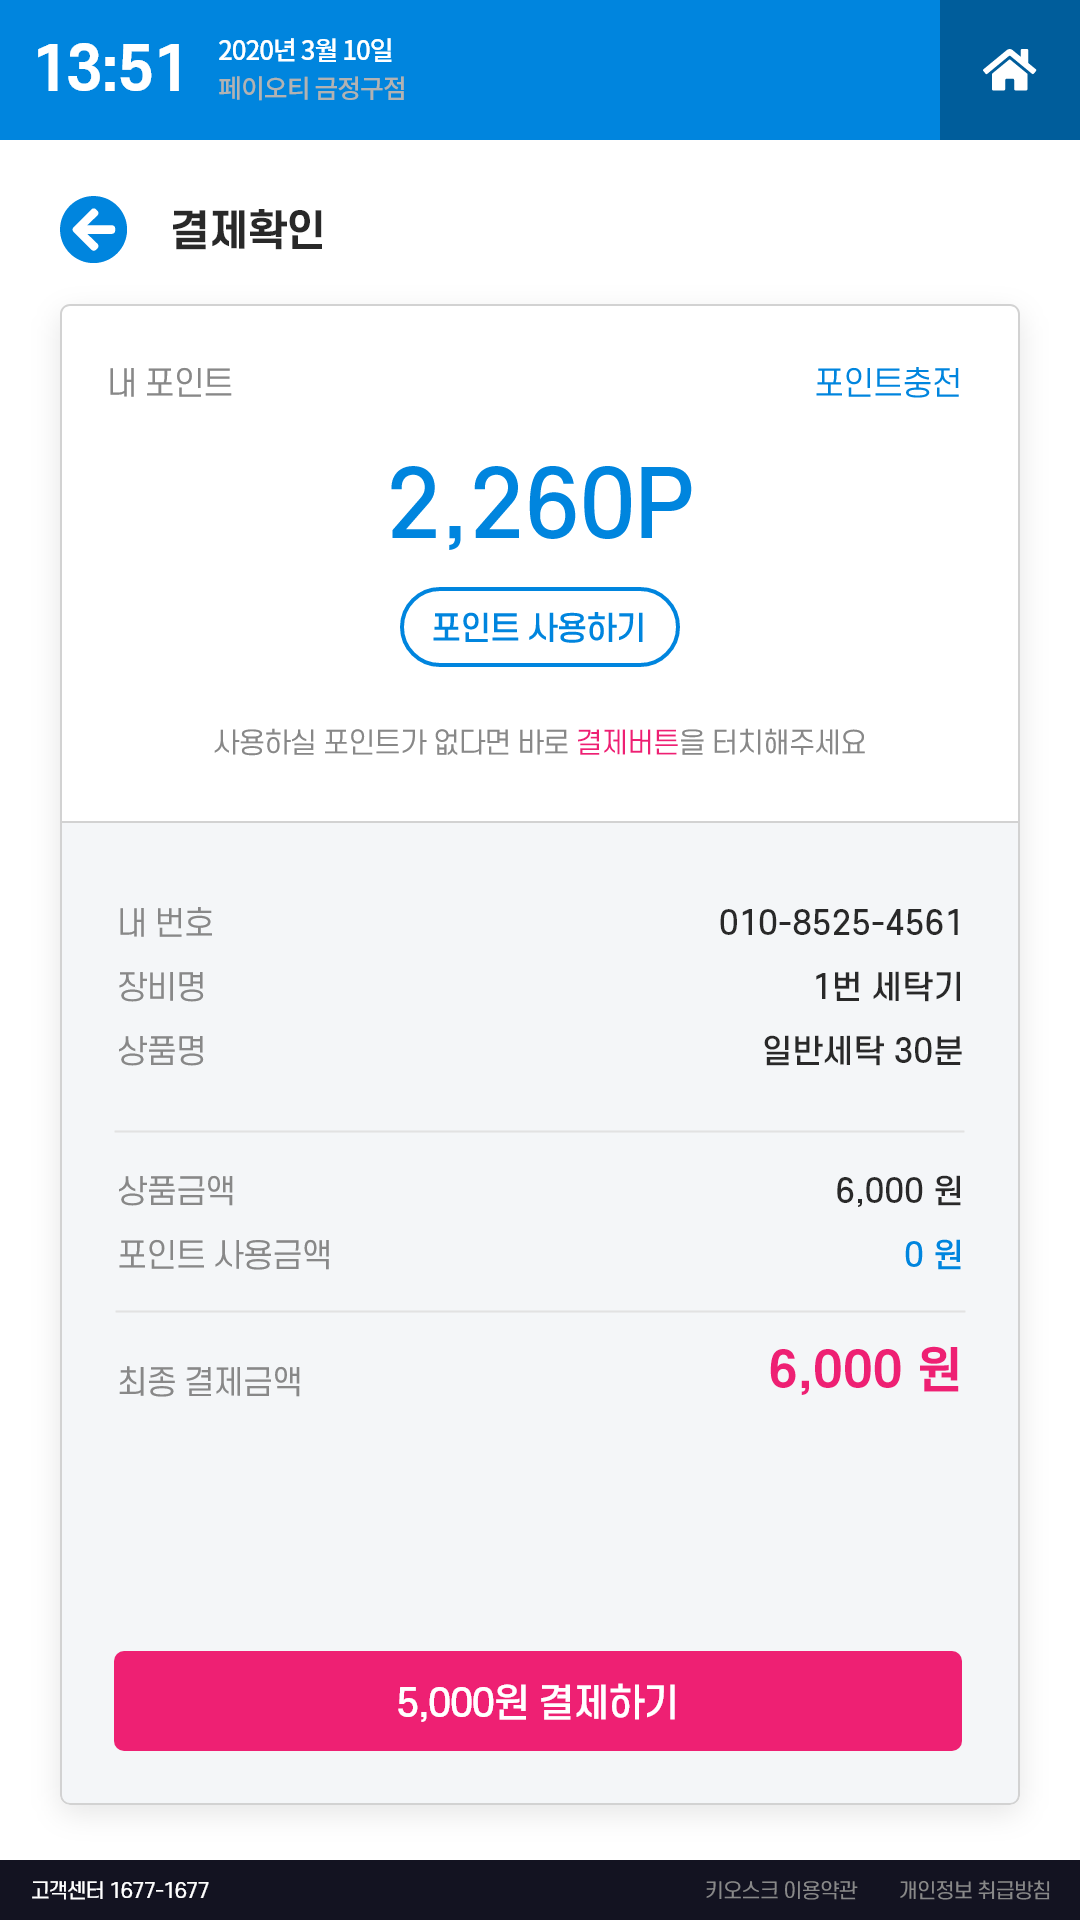 13:51
2020년 3월 10일
페이오티 금정구점
결제확인
내 포인트
포인트충전
2,260P
포인트 사용하기
사용하실 포인트가 없다면 바로 결제버튼을 터치해주세요
내 번호 010-8525-4561
장비명 1번 세탁기
상품명 일반세탁 30분
상품금액 6,000 원
포인트 사용금액 0 원
최종 결제금액 6,000 원
5,000원 결제하기
고객센터 1677-1677 키오스크 이용약관 개인정보 취급방침